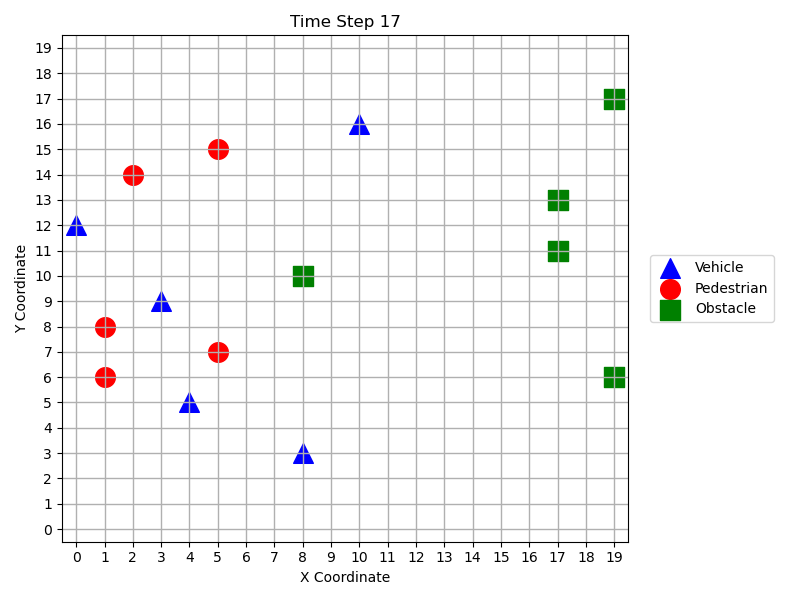 Time Step 17
Y Coordinate
19
18
17
16
15
14
13
12
11
10
9
8
7
6
5
4
3
2
1
0
0 1 2 3 4 5 6 7 8 9 10 11 12 13 14 15 16 17 18 19
X Coordinate
Vehicle
Pedestrian
Obstacle